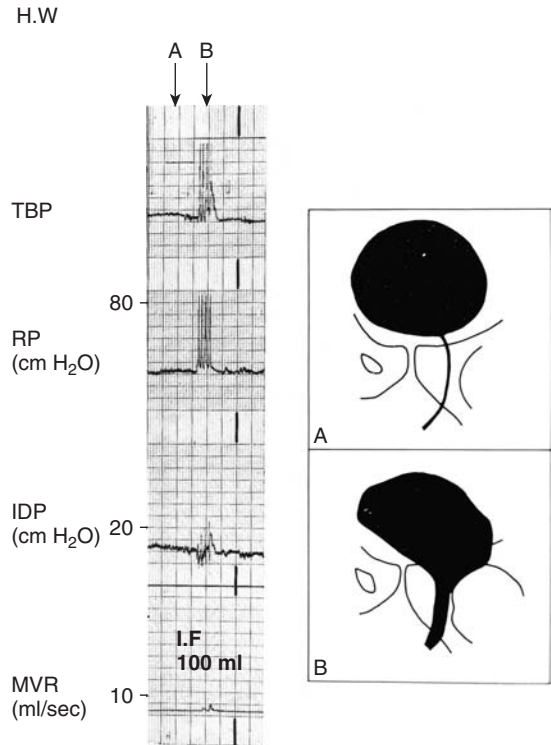 H.W
A B
TBP
80
RP
(cm H₂O)
IDP
20
(cm H₂O)
I.F
100 ml
MVR
10
(ml/sec)
A
B